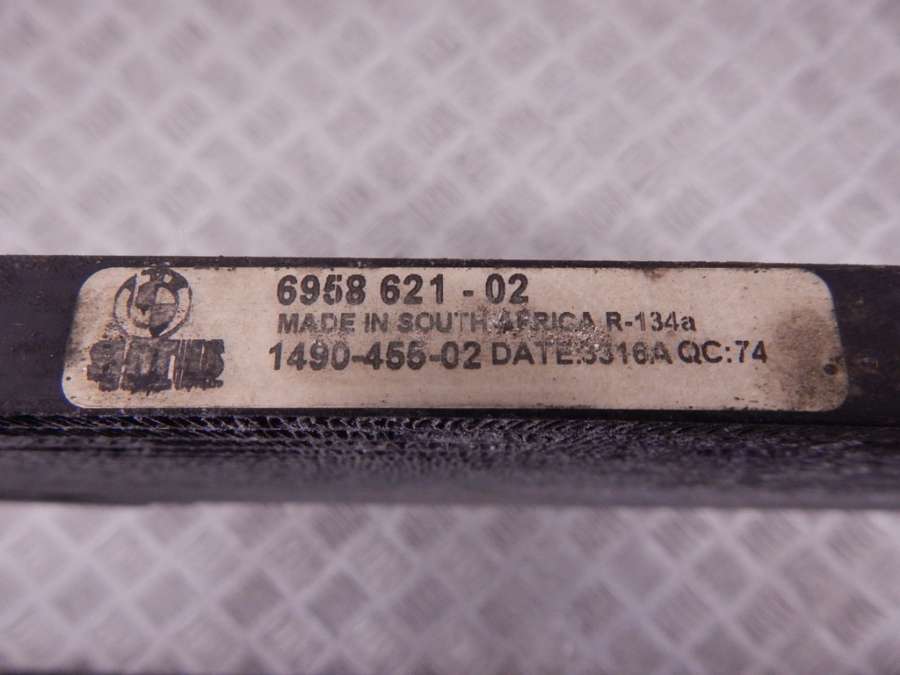 6958 621 - 02
MADE IN SOUTH AFRICA R-134a
1490-455-02 DATE:3316A QC:74